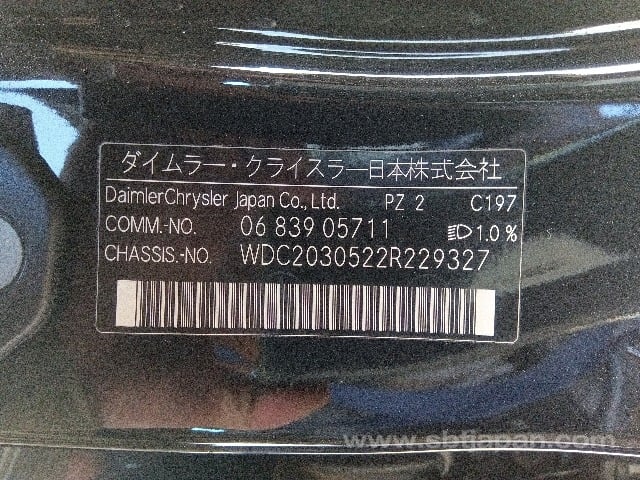 ダイムラー・クライスラー日本株式会社
DaimlerChrysler Japan Co., Ltd. PZ 2 C197
COMM.-NO. 06 839 05711 1.0 %
CHASSIS.-NO. WDC2030522R229327
www.sbtjapan.com